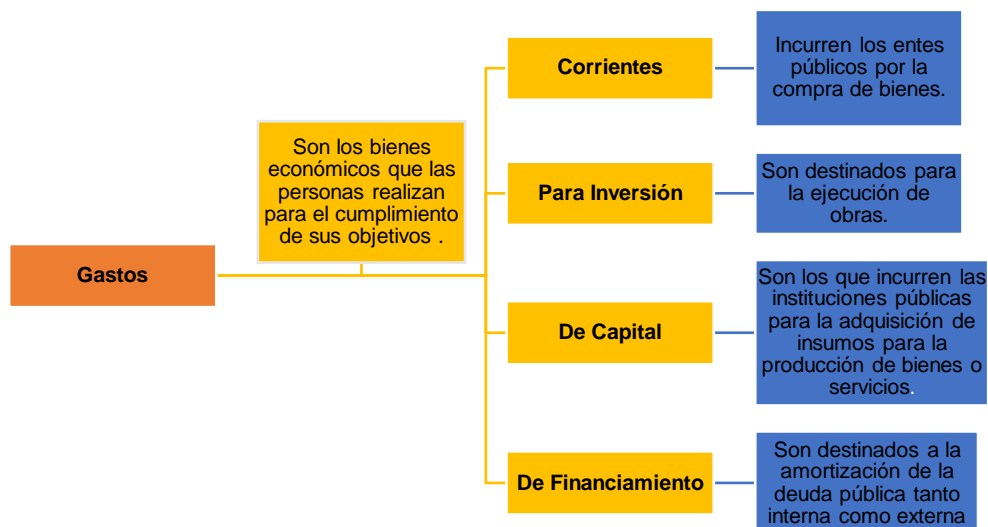 Gastos
Son los bienes
económicos que las
personas realizan
para el cumplimiento
de sus objetivos .
Corrientes
Incurren los entes
públicos por la
compra de bienes.
Para Inversión
Son destinados para
la ejecución de
obras.
De Capital
Son los que incurren las
instituciones públicas
para la adquisición de
insumos para la
producción de bienes o
servicios.
De Financiamiento
Son destinados a la
amortización de la
deuda pública tanto
interna como externa